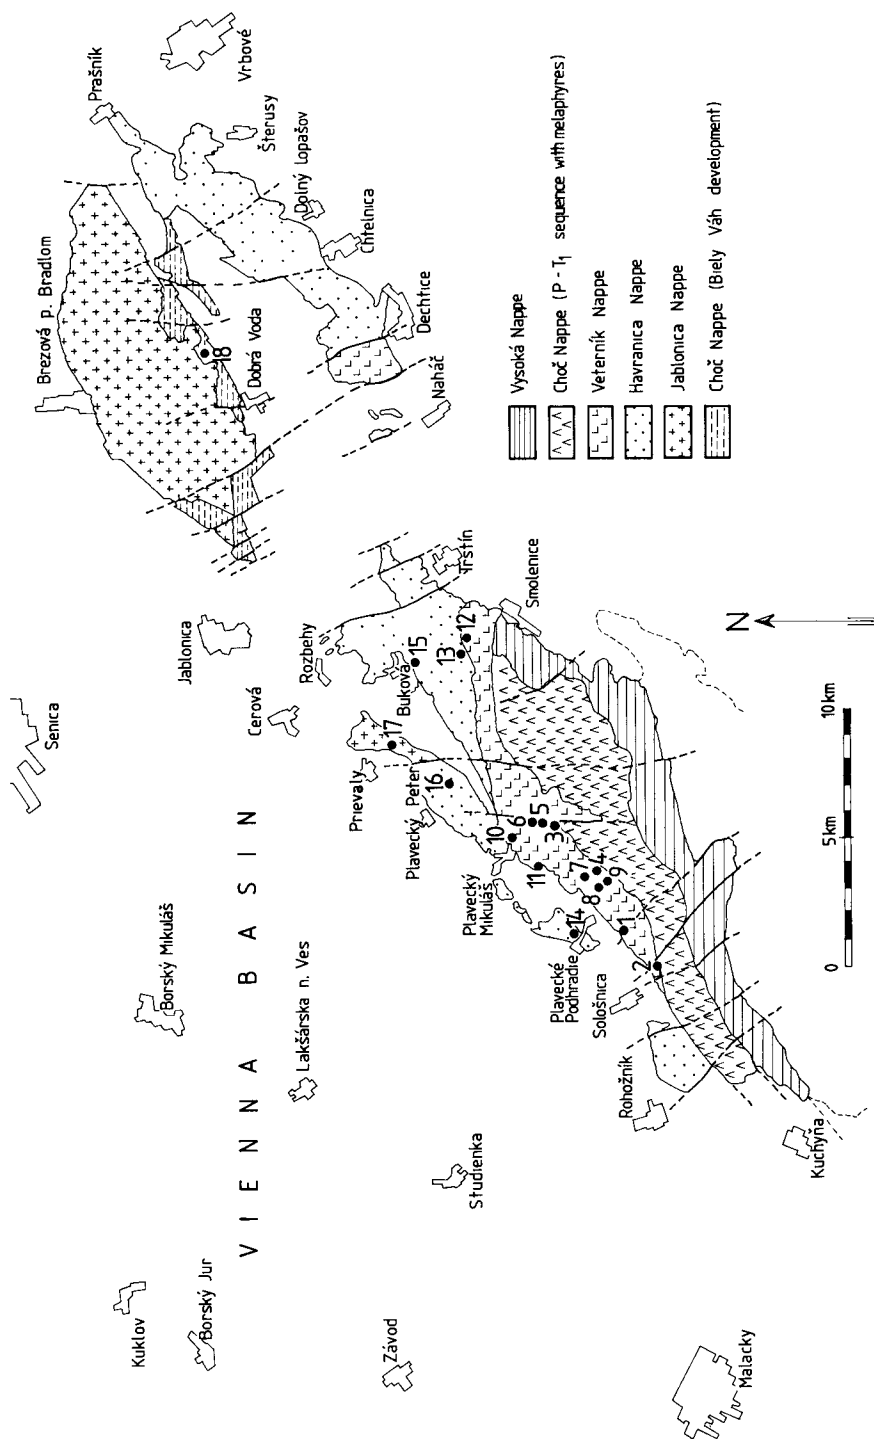 Vrbové
Prašník
Šterusy
Dolný Lopašov
Chtelnica
Brezová p. Bradlom
18
Dobrá Voda
Dechtice
Naháč
Vysoká Nappe
Choč Nappe (P - T₁ sequence with melaphyres)
Veterník Nappe
Havranica Nappe
Jablonica Nappe
Choč Nappe (Biely Váh development)
Senica
Jablonica
Cerová
Rozbehy
Trstín
Smolenice
Buková
15
13
12
Prievaly
17
Plavecký Peter
16
10
6
5
3
11
Plavecký
Mikuláš
7
4
8
9
14
Plavecké
Podhradie
1
2
Sološnica
Rohožník
Kuchyňa
VIENNA BASIN
Borský Mikuláš
Lakšárska n. Ves
Studienka
Kuklov
Borský Jur
Závod
Malacky
N
0
5km
10km